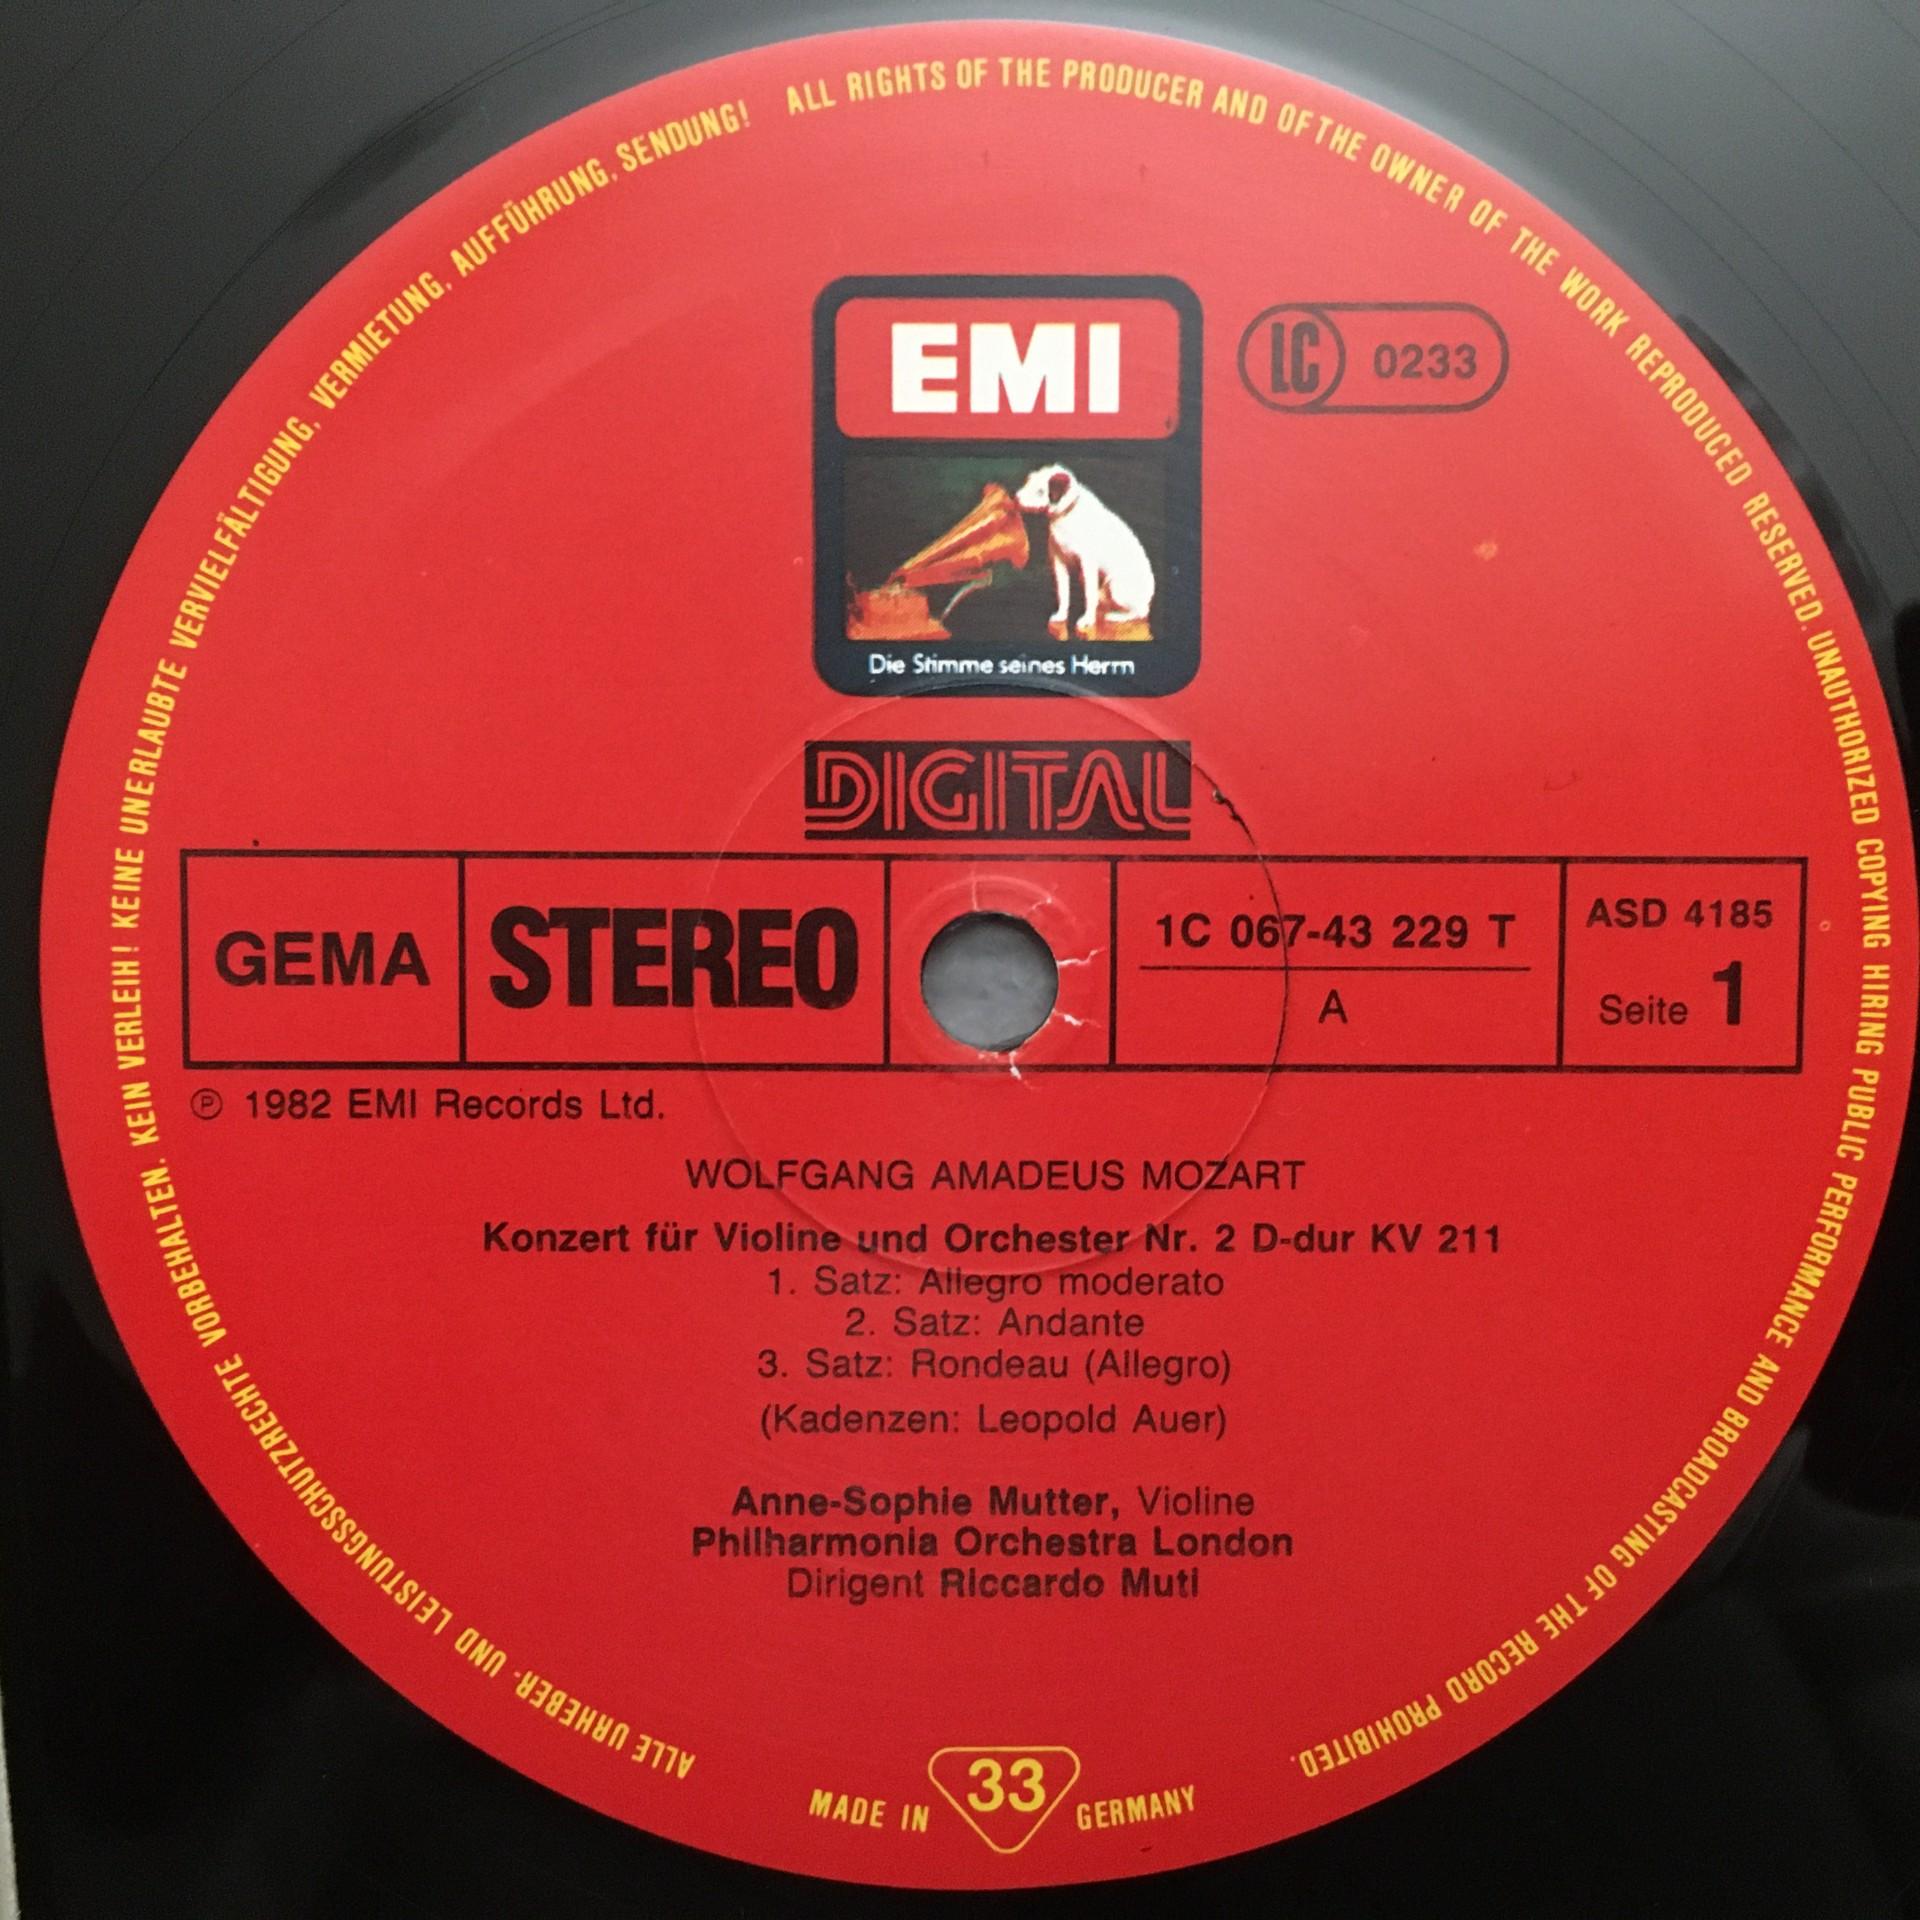 ALLE URHEBER- UND LEISTUNGSSCHUTZRECHTE VORBEHALTEN. KEIN VERLEIH! KEINE UNERLAUBTE VERVIELFÄLTIGUNG, VERMIETUNG, AUFFÜHRUNG, SENDUNG!
ALL RIGHTS OF THE PRODUCER AND OF THE OWNER OF THE WORK REPRODUCED RESERVED. UNAUTHORIZED COPYING HIRING PUBLIC PERFORMANCE AND BROADCASTING OF THE RECORD PROHIBITED.
EMI
LC 0233
Die Stimme seines Herrn
DIGITAL
GEMA
STEREO
1C 067-43 229 T
A
ASD 4185
Seite 1
℗ 1982 EMI Records Ltd.
WOLFGANG AMADEUS MOZART
Konzert für Violine und Orchester Nr. 2 D-dur KV 211
1. Satz: Allegro moderato
2. Satz: Andante
3. Satz: Rondeau (Allegro)
(Kadenzen: Leopold Auer)
Anne-Sophie Mutter, Violine
Philharmonia Orchestra London
Dirigent Riccardo Muti
MADE IN 33 GERMANY